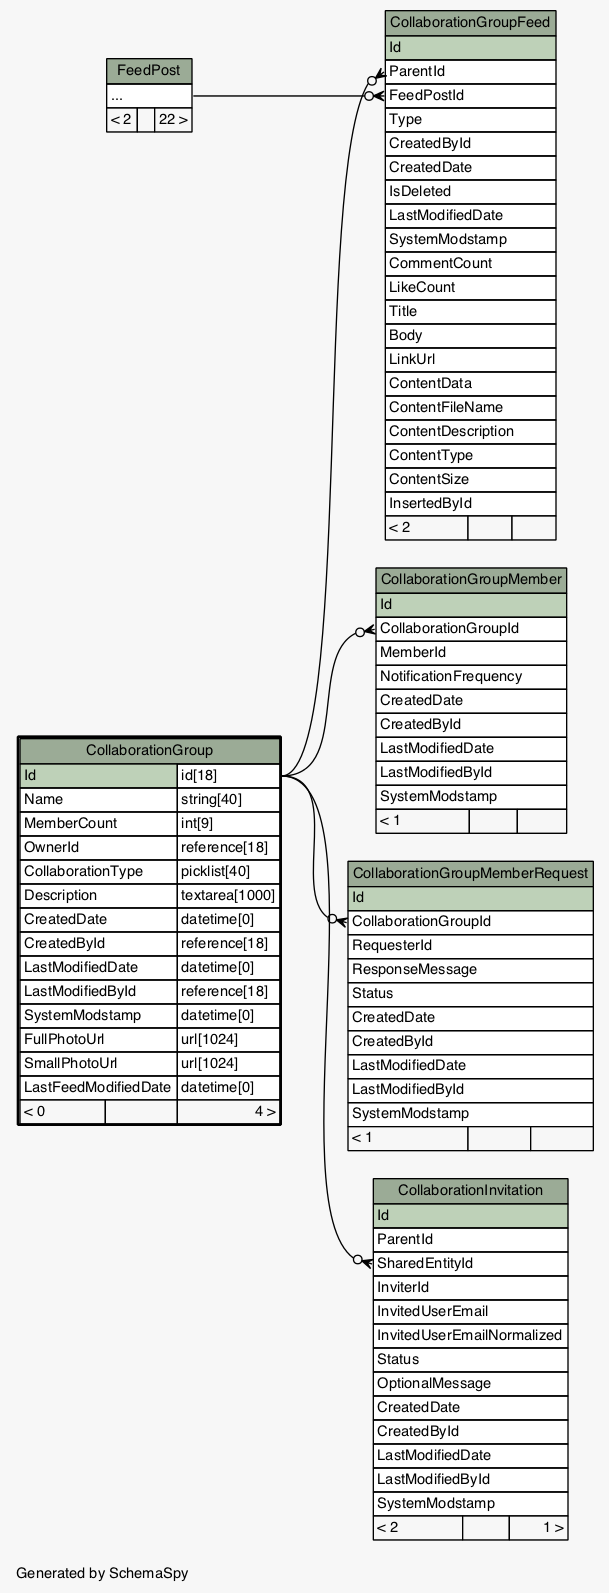 FeedPost
...
< 2 22 >
CollaborationGroupFeed
Id
ParentId
FeedPostId
Type
CreatedById
CreatedDate
IsDeleted
LastModifiedDate
SystemModstamp
CommentCount
LikeCount
Title
Body
LinkUrl
ContentData
ContentFileName
ContentDescription
ContentType
ContentSize
InsertedById
< 2
CollaborationGroupMember
Id
CollaborationGroupId
MemberId
NotificationFrequency
CreatedDate
CreatedById
LastModifiedDate
LastModifiedById
SystemModstamp
< 1
CollaborationGroup
Id id[18]
Name string[40]
MemberCount int[9]
OwnerId reference[18]
CollaborationType picklist[40]
Description textarea[1000]
CreatedDate datetime[0]
CreatedById reference[18]
LastModifiedDate datetime[0]
LastModifiedById reference[18]
SystemModstamp datetime[0]
FullPhotoUrl url[1024]
SmallPhotoUrl url[1024]
LastFeedModifiedDate datetime[0]
< 0 4 >
CollaborationGroupMemberRequest
Id
CollaborationGroupId
RequesterId
ResponseMessage
Status
CreatedDate
CreatedById
LastModifiedDate
LastModifiedById
SystemModstamp
< 1
CollaborationInvitation
Id
ParentId
SharedEntityId
InviterId
InvitedUserEmail
InvitedUserEmailNormalized
Status
OptionalMessage
CreatedDate
CreatedById
LastModifiedDate
LastModifiedById
SystemModstamp
< 2 1 >
Generated by SchemaSpy